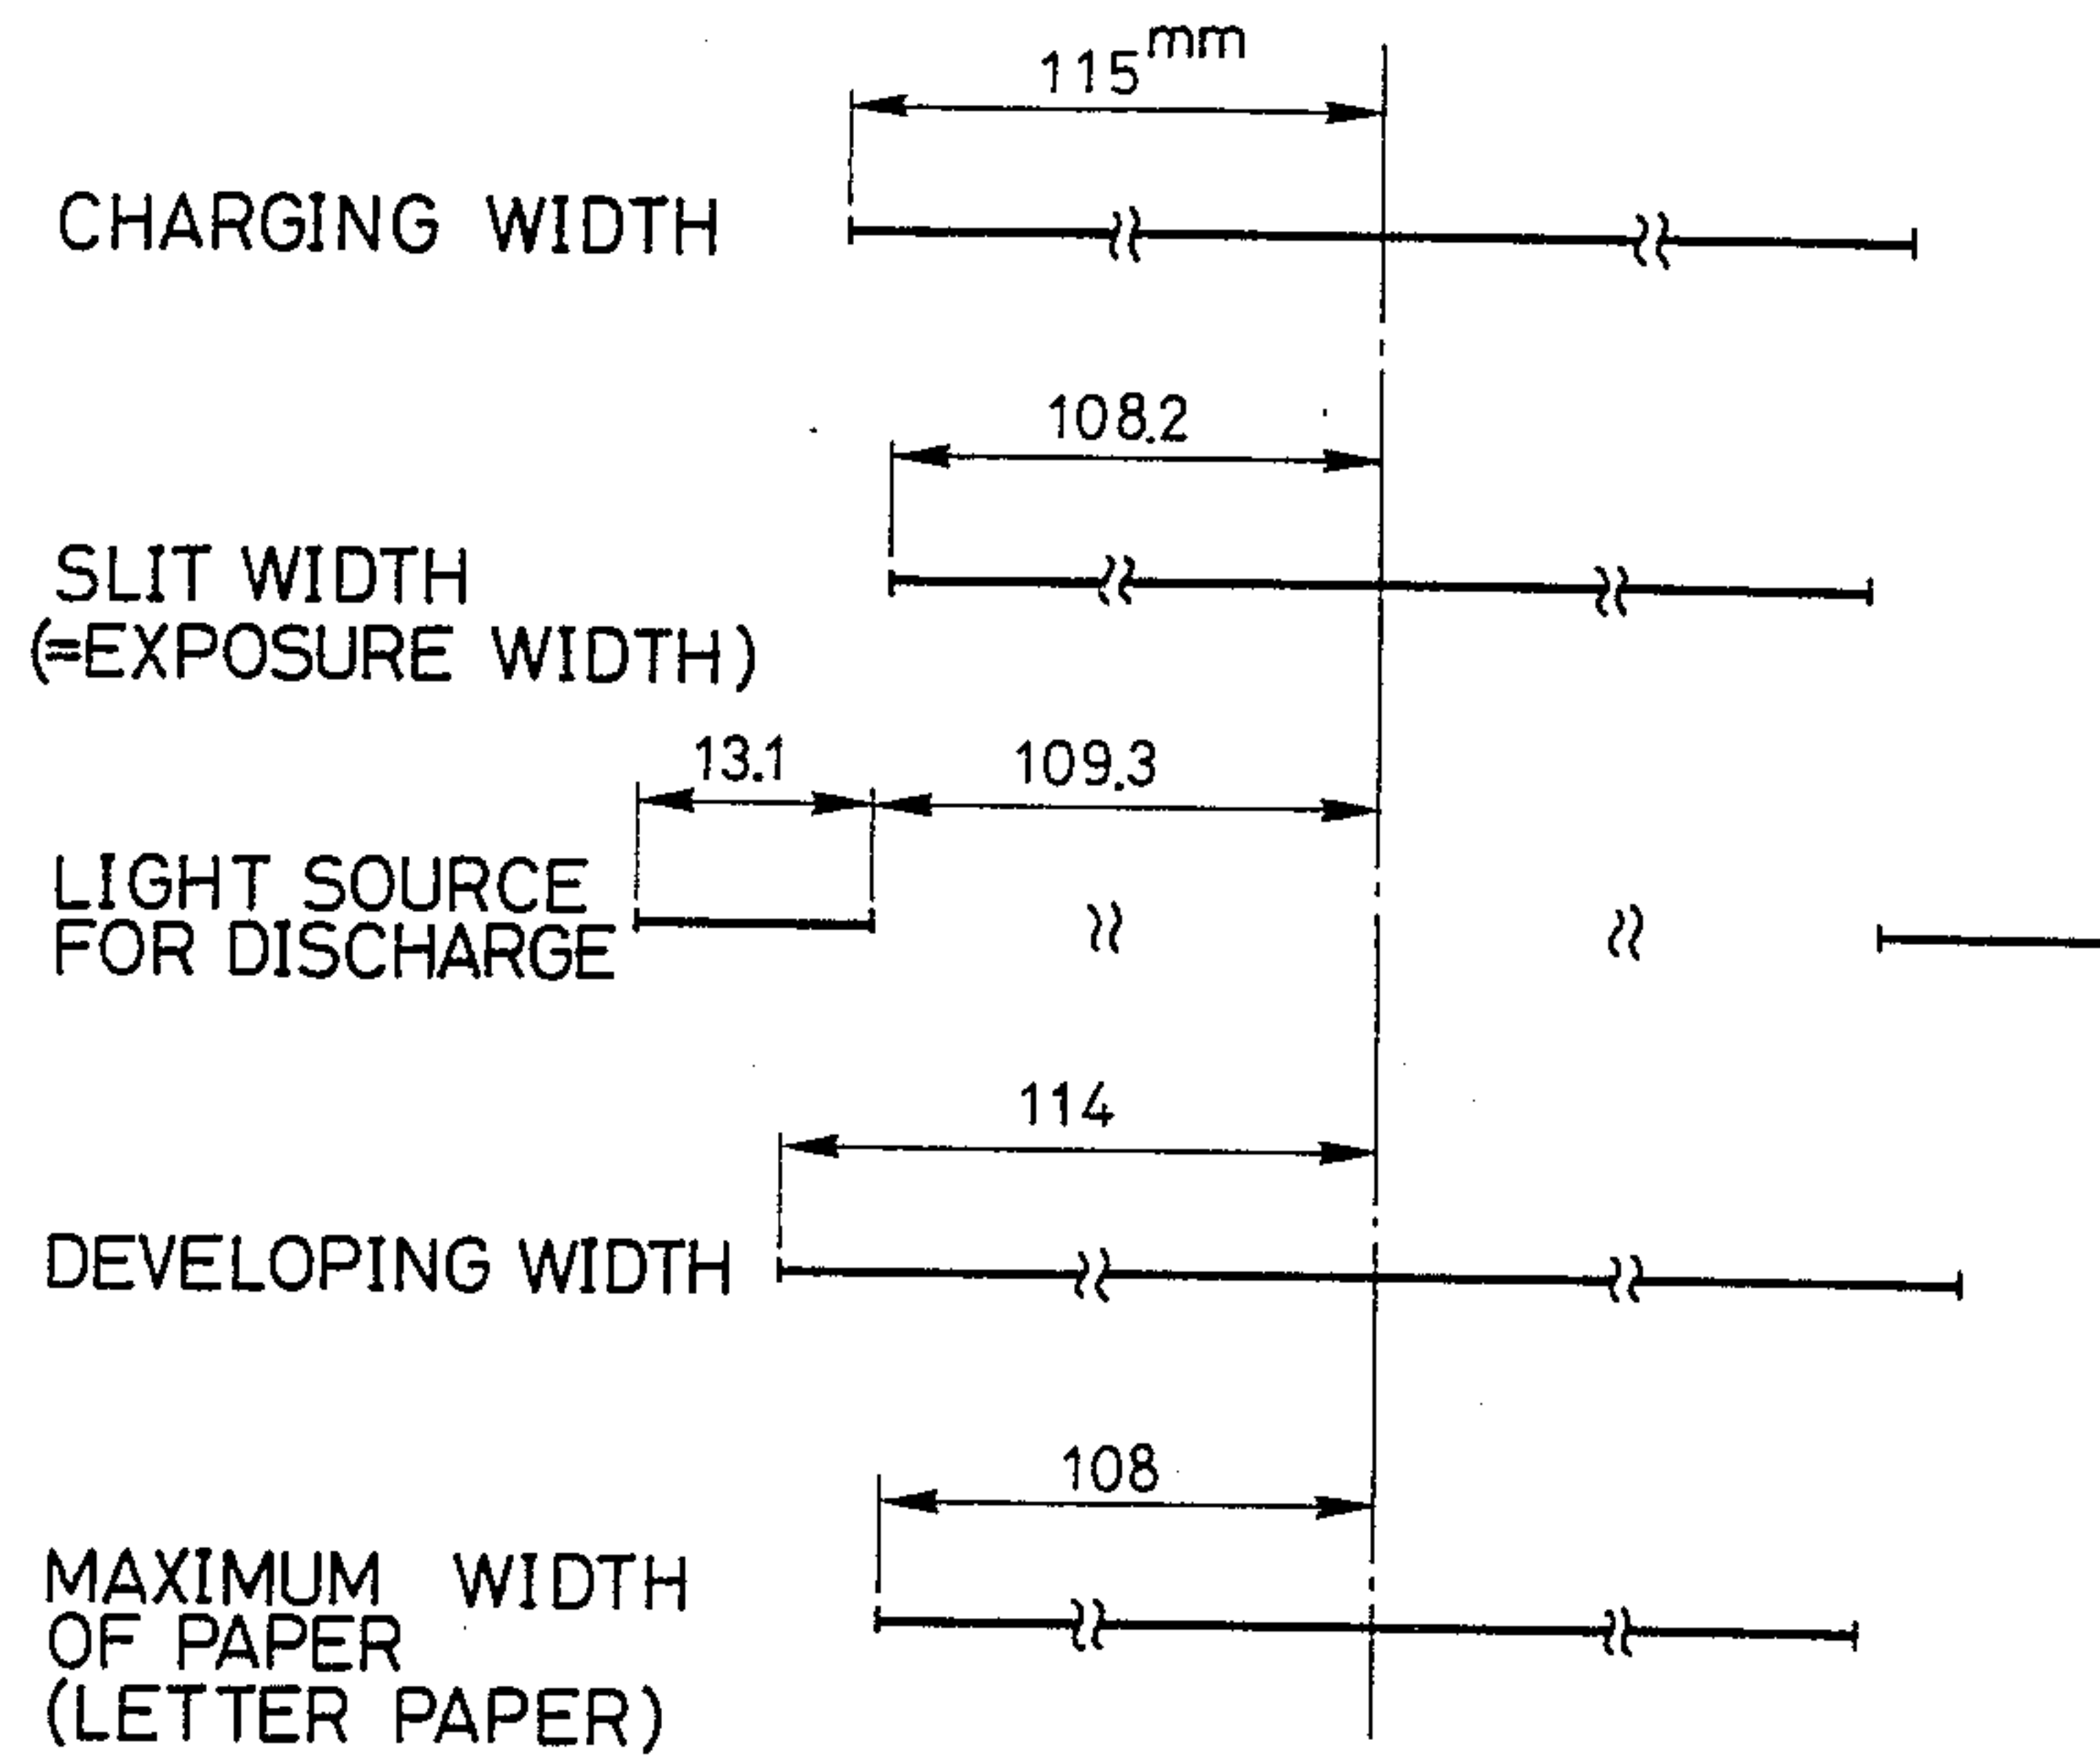 115mm
CHARGING WIDTH
108.2
SLIT WIDTH
(=EXPOSURE WIDTH)
13.1 109.3
LIGHT SOURCE
FOR DISCHARGE
114
DEVELOPING WIDTH
108
MAXIMUM WIDTH
OF PAPER
(LETTER PAPER)